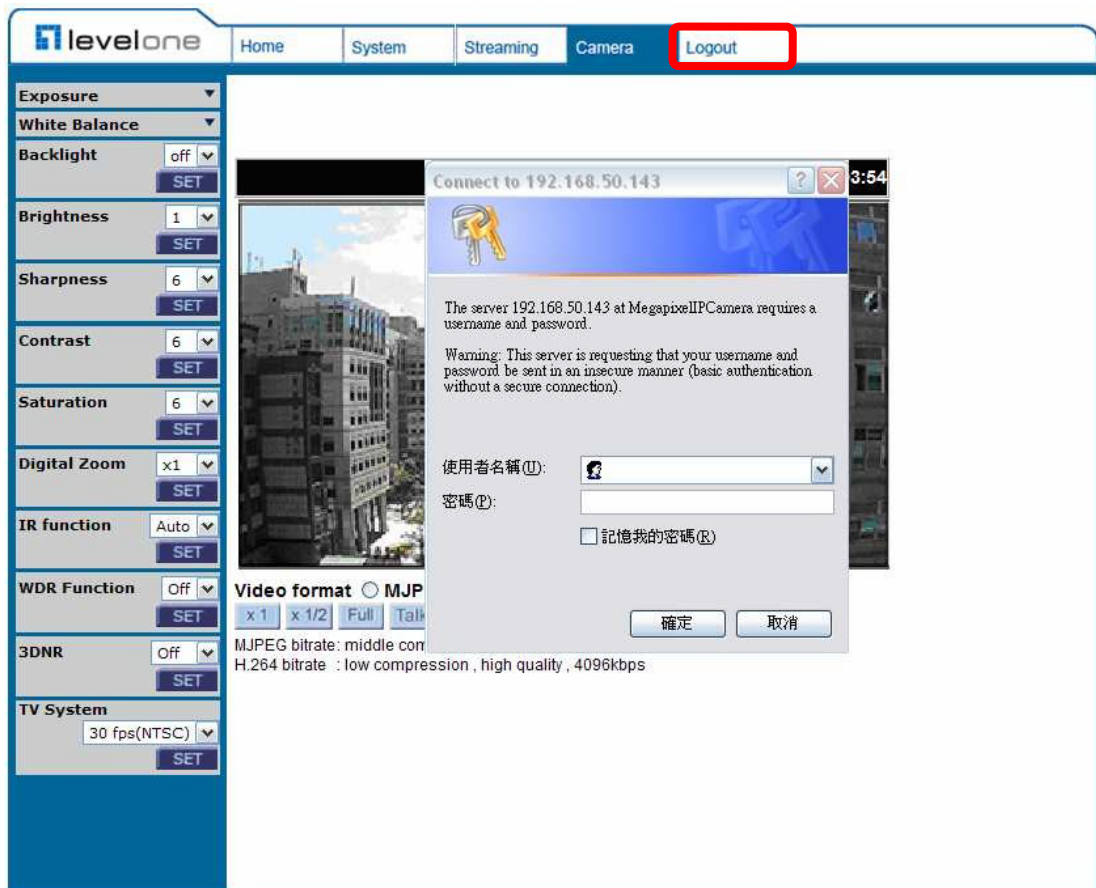 levelone
Home System Streaming Camera Logout
Exposure
White Balance
Backlight off
SET
Brightness 1
SET
Sharpness 6
SET
Contrast 6
SET
Saturation 6
SET
Digital Zoom x1
SET
IR function Auto
SET
WDR Function Off
SET
3DNR Off
SET
TV System
30 fps(NTSC)
SET
3:54
Connect to 192.168.50.143
The server 192.168.50.143 at MegapixelIPCamera requires a
username and password.
Warning: This server is requesting that your username and
password be sent in an insecure manner (basic authentication
without a secure connection).
使用者名稱(U):
密碼(P):
記憶我的密碼(R)
確定 取消
Video format MJP
x 1 x 1/2 Full Talk
MJPEG bitrate: middle com
H.264 bitrate : low compression , high quality , 4096kbps